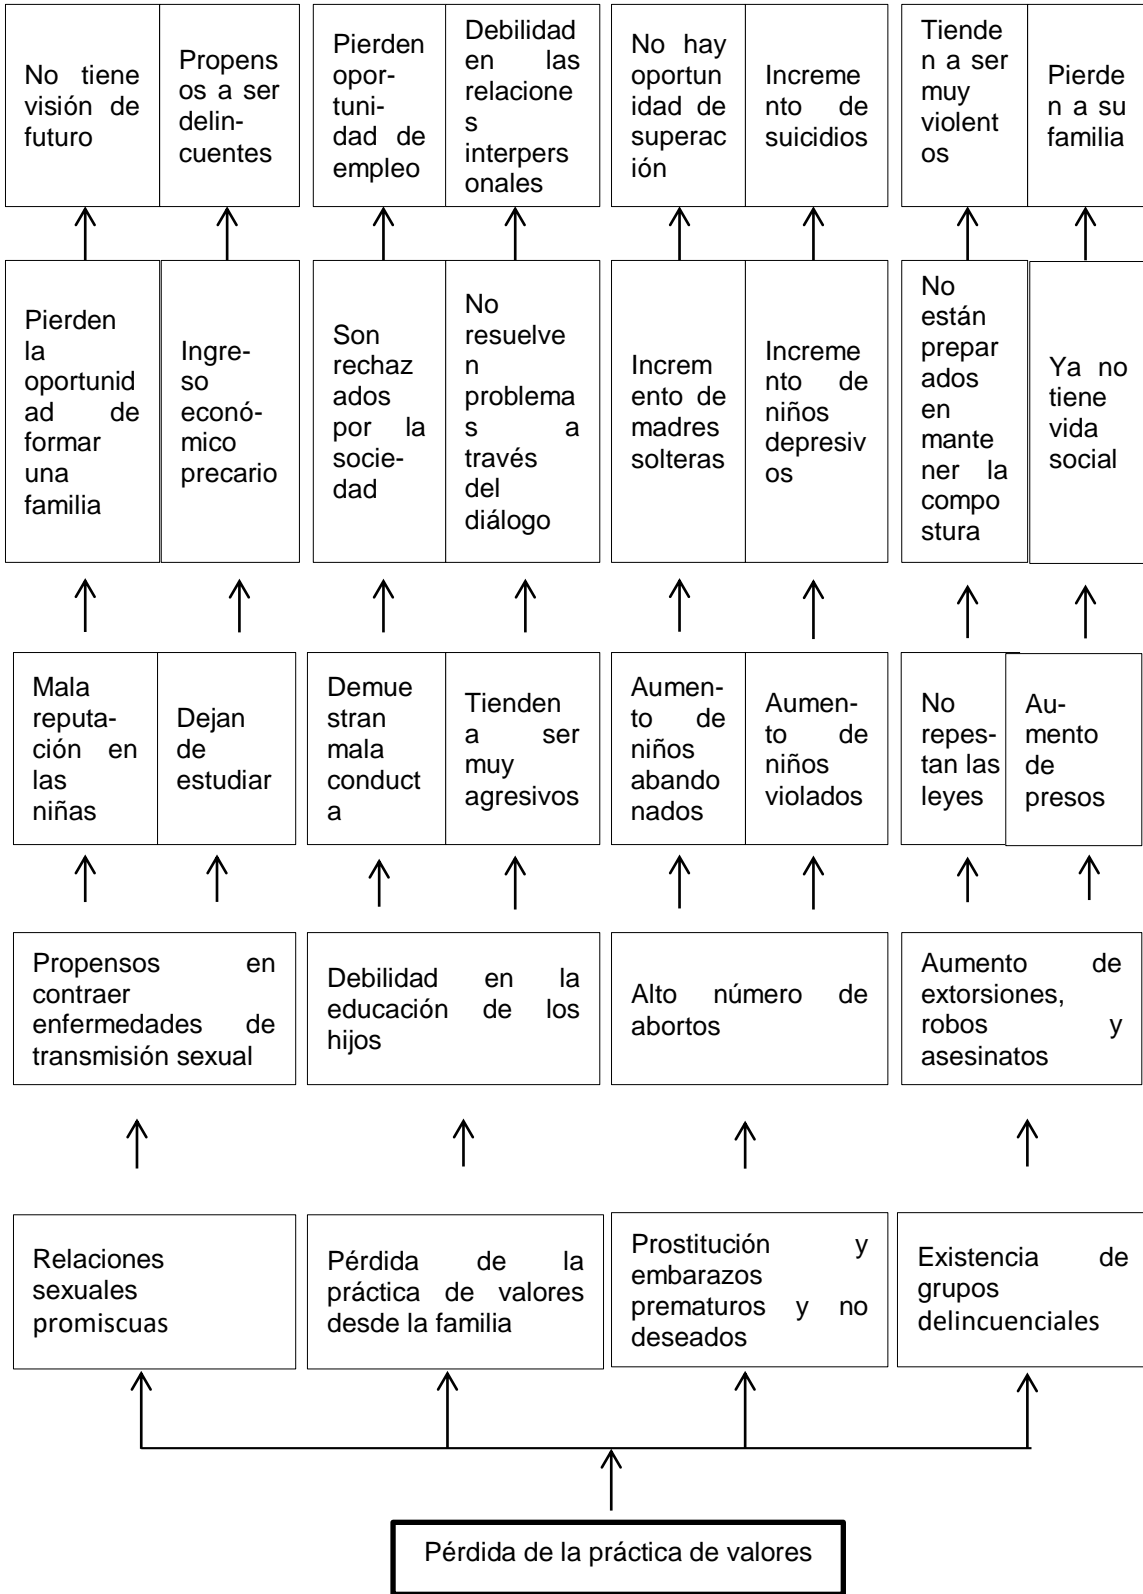 No tiene
visión de
futuro
Propens
os a ser
delin-
cuentes
Pierden
opor-
tuni-
dad de
empleo
Debilidad
en las
relacione
s
interpers
onales
No hay
oportun
idad de
superac
ión
Increme
nto de
suicidios
Tiende
n a ser
muy
violent
os
Pierde
n a su
familia
Pierden
la
oportunid
ad de
formar
una
familia
Ingre-
so
econó-
mico
precario
Son
rechaz
ados
por la
socie-
dad
No
resuelve
n
problema
s a
través
del
diálogo
Increm
ento de
madres
solteras
Increme
nto de
niños
depresiv
os
No
están
prepar
ados
en
mante
ner la
compo
stura
Ya no
tiene
vida
social
Mala
reputa-
ción en
las
niñas
Dejan
de
estudiar
Demue
stran
mala
conduct
a
Tienden
a ser
muy
agresivos
Aumen-
to de
niños
abando
nados
Aumen-
to de
niños
violados
No
repes-
tan las
leyes
Au-
mento
de
presos
Propensos en
contraer
enfermedades de
transmisión sexual
Debilidad en la
educación de los
hijos
Alto número de
abortos
Aumento de
extorsiones,
robos y
asesinatos
Relaciones
sexuales
promiscuas
Pérdida de la
práctica de valores
desde la familia
Prostitución y
embarazos
prematuros y no
deseados
Existencia de
grupos
delincuenciales
Pérdida de la práctica de valores